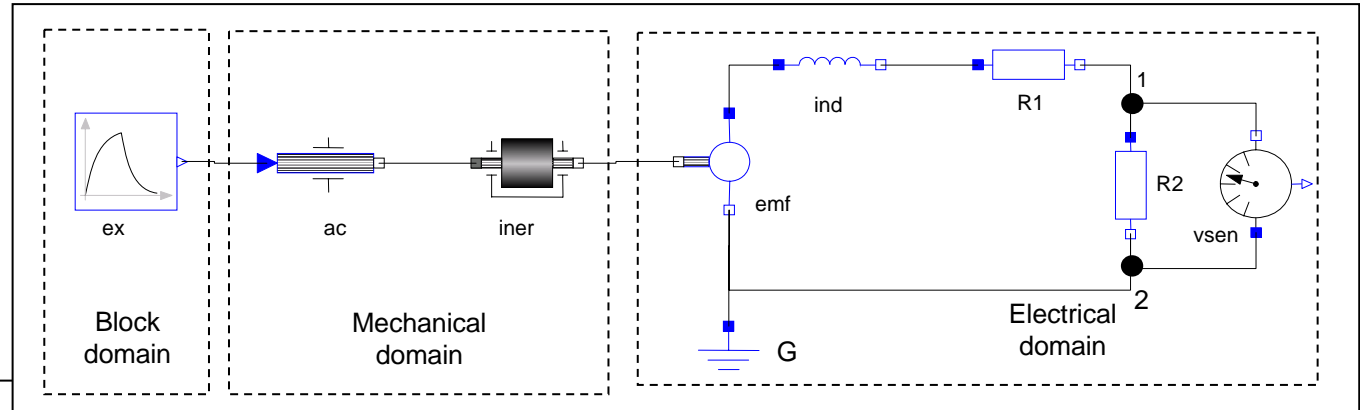 ex
ac
iner
emf
ind
R1
1
R2
vsen
2
G
Block
domain
Mechanical
domain
Electrical
domain